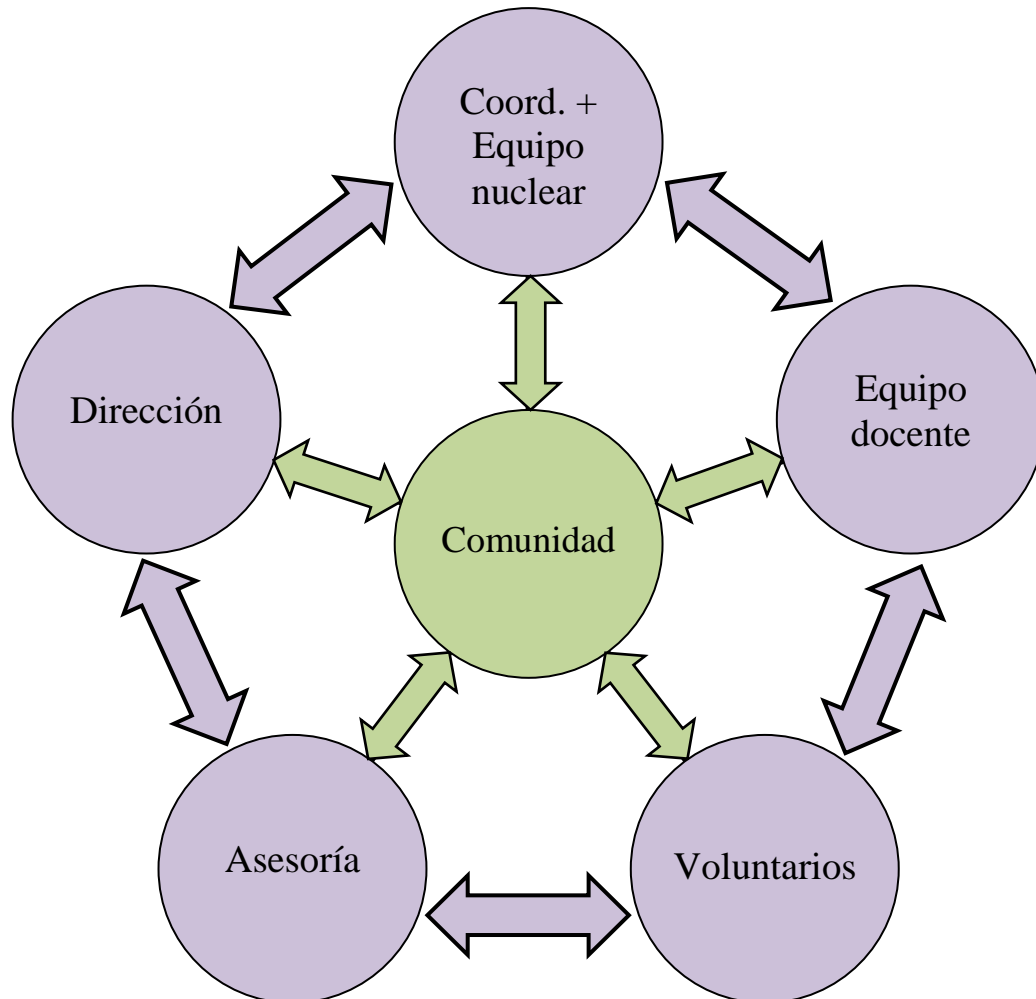 Coord. +
Equipo
nuclear
Dirección
Equipo
docente
Comunidad
Asesoría
Voluntarios